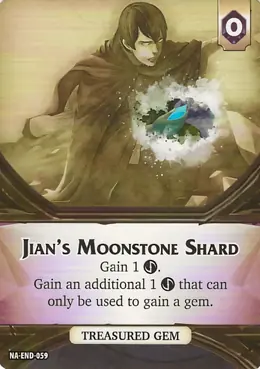 0
JIAN'S MOONSTONE SHARD
Gain 1 .
Gain an additional 1 that can
only be used to gain a gem.
TREASURED GEM
NA-END-059